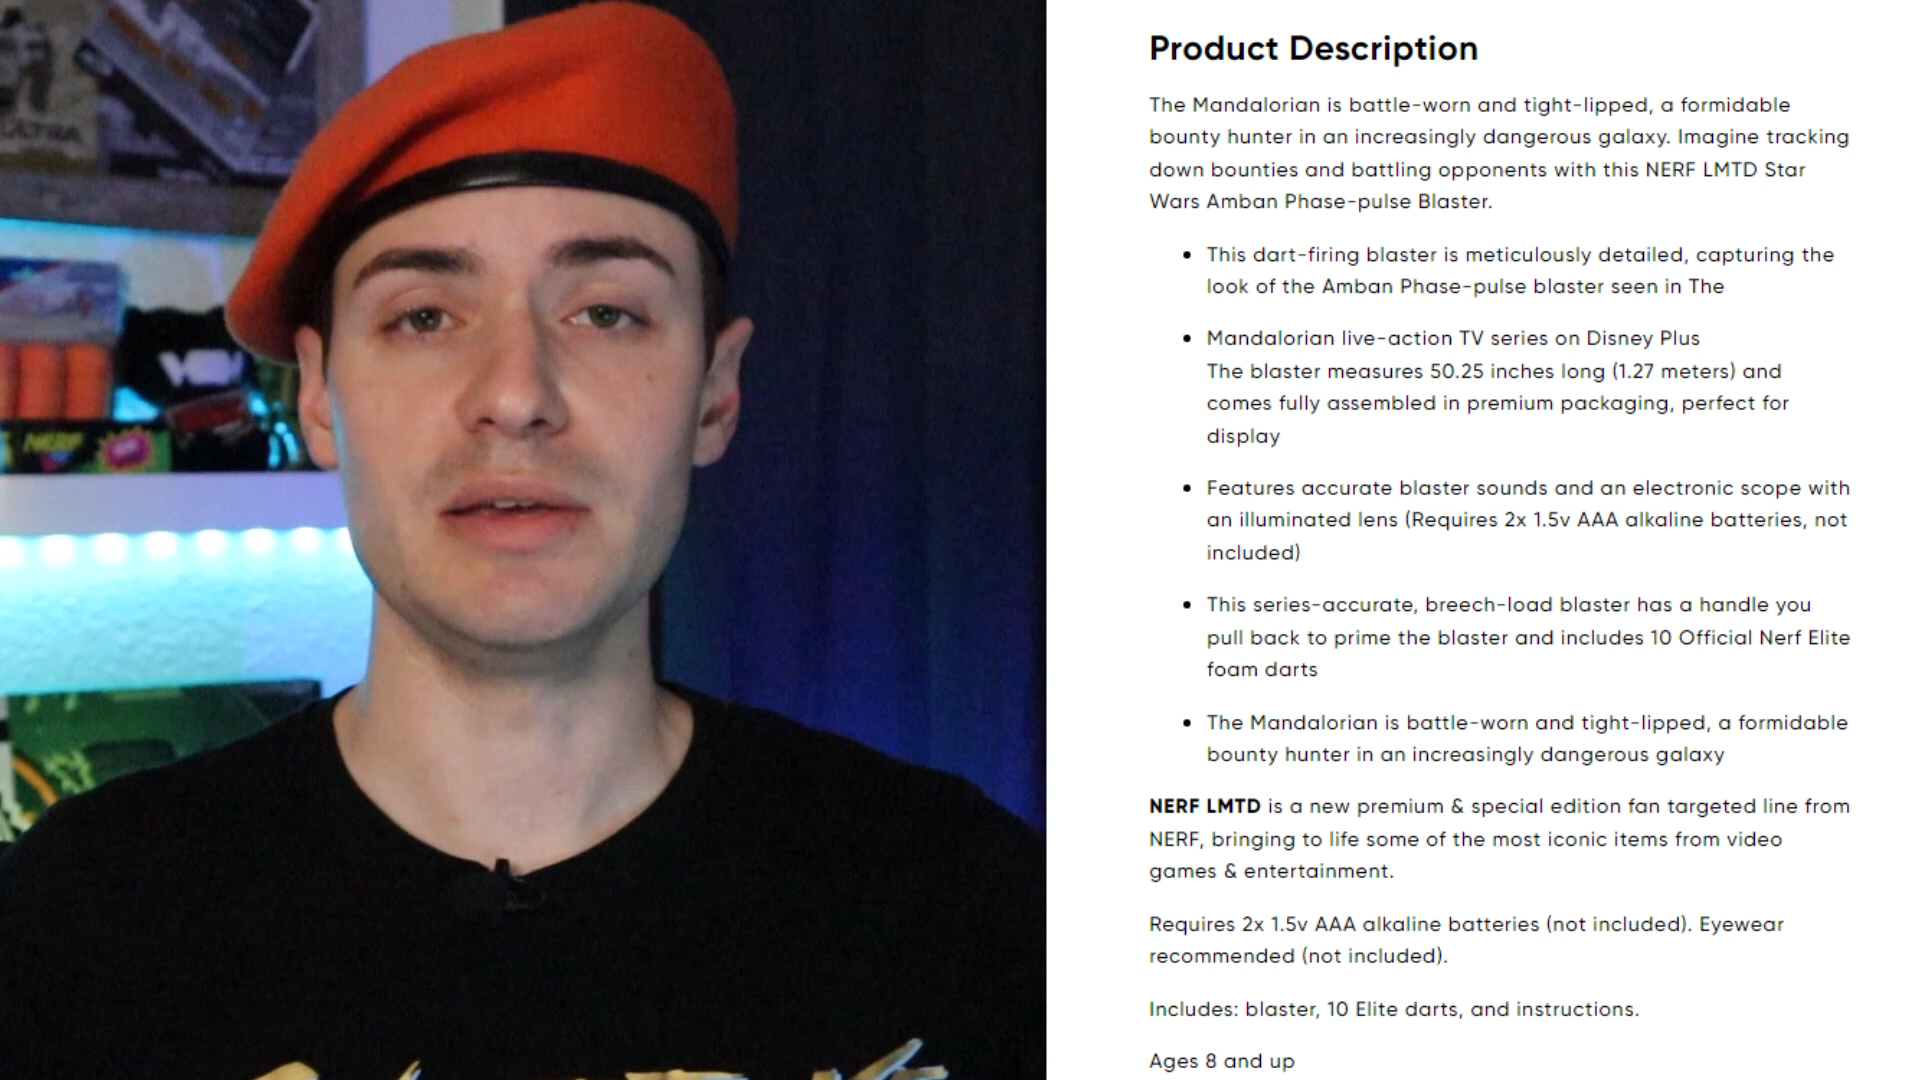 ULTRA
NERF
Product Description
The Mandalorian is battle-worn and tight-lipped, a formidable
bounty hunter in an increasingly dangerous galaxy. Imagine tracking
down bounties and battling opponents with this NERF LMTD Star
Wars Amban Phase-pulse Blaster.
• This dart-firing blaster is meticulously detailed, capturing the
look of the Amban Phase-pulse blaster seen in The
• Mandalorian live-action TV series on Disney Plus
The blaster measures 50.25 inches long (1.27 meters) and
comes fully assembled in premium packaging, perfect for
display
• Features accurate blaster sounds and an electronic scope with
an illuminated lens (Requires 2x 1.5v AAA alkaline batteries, not
included)
• This series-accurate, breech-load blaster has a handle you
pull back to prime the blaster and includes 10 Official Nerf Elite
foam darts
• The Mandalorian is battle-worn and tight-lipped, a formidable
bounty hunter in an increasingly dangerous galaxy
NERF LMTD is a new premium & special edition fan targeted line from
NERF, bringing to life some of the most iconic items from video
games & entertainment.
Requires 2x 1.5v AAA alkaline batteries (not included). Eyewear
recommended (not included).
Includes: blaster, 10 Elite darts, and instructions.
Ages 8 and up